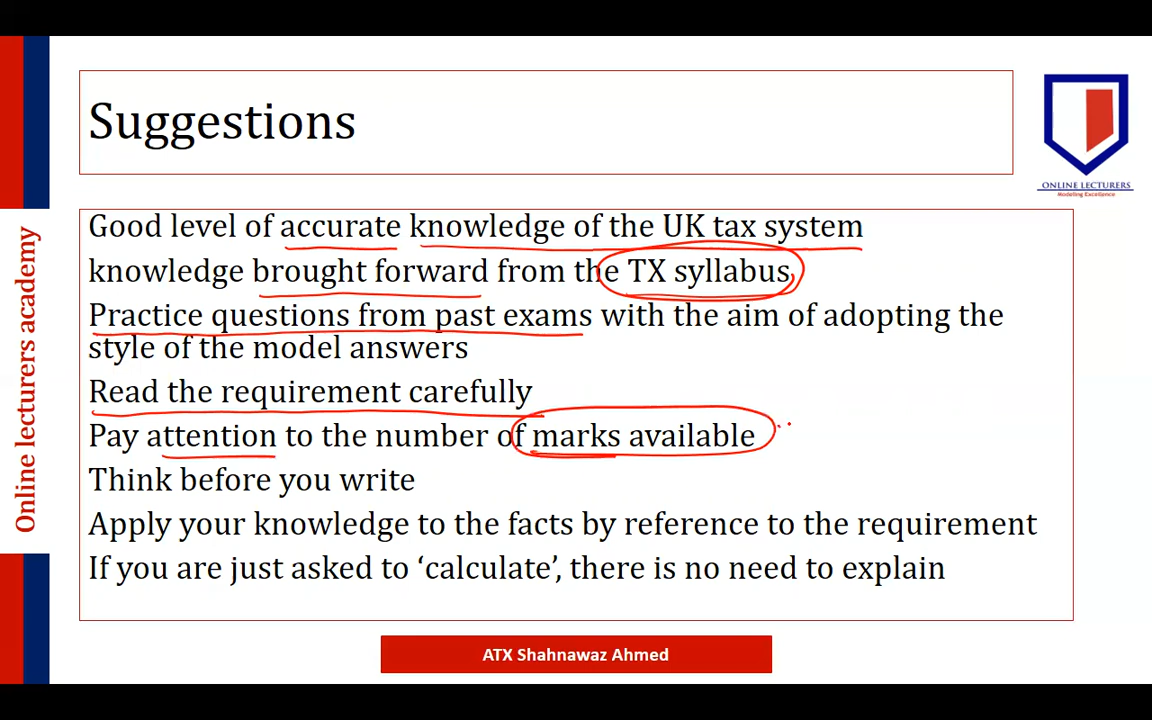 Suggestions
ONLINE LECTURERS
Modeling Excellence
Online lecturers academy
Good level of accurate knowledge of the UK tax system
knowledge brought forward from the TX syllabus
Practice questions from past exams with the aim of adopting the
style of the model answers
Read the requirement carefully
Pay attention to the number of marks available
Think before you write
Apply your knowledge to the facts by reference to the requirement
If you are just asked to ‘calculate’, there is no need to explain
ATX Shahnawaz Ahmed